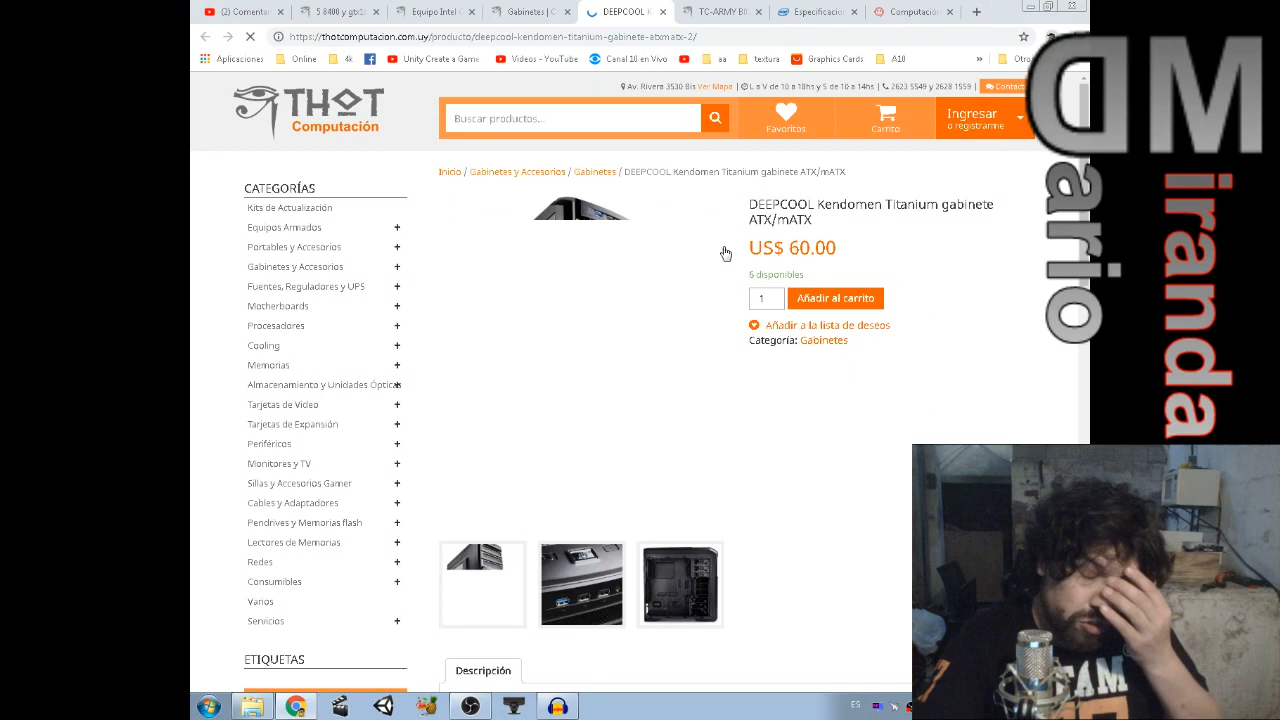 (2) Comentar
5 8400 y gtx1
Equipo Intel C
Gabinetes | C
DEEPCOOL K
TC-ARMY BI
Especificacio
Computación
https://thotcomputacion.com.uy/producto/deepcool-kendomen-titanium-gabinete-atxmatx-2/
Aplicaciones
Online
4k
Unity Create a Game
Videos - YouTube
Canal 10 en Vivo
aa
textura
Graphics Cards
A10
»
Otro
Av. Rivera 3530 Bis. Ver Mapa | L a V de 10 a 18hs y S de 10 a 14hs | 2623 5549 y 2628 1559 |
Contac
THOT
Computación
Buscar productos...
Favoritos
Carrito
Ingresar
o registrarme
Inicio / Gabinetes y Accesorios / Gabinetes / DEEPCOOL Kendomen Titanium gabinete ATX/mATX
CATEGORÍAS
Kits de Actualización
Equipos Armados +
Portables y Accesorios +
Gabinetes y Accesorios +
Fuentes, Reguladores y UPS +
Motherboards +
Procesadores +
Cooling +
Memorias +
Almacenamiento y Unidades Ópticas +
Tarjetas de Video +
Tarjetas de Expansión +
Periféricos +
Monitores y TV +
Sillas y Accesorios Gamer +
Cables y Adaptadores +
Pendrives y Memorias flash +
Lectores de Memorias +
Redes +
Consumibles +
Varios
Servicios +
ETIQUETAS
DEEPCOOL Kendomen Titanium gabinete
ATX/mATX
US$ 60.00
6 disponibles
1
Añadir al carrito
Añadir a la lista de deseos
Categoría: Gabinetes
Descripción
ES
Dario
Miranda